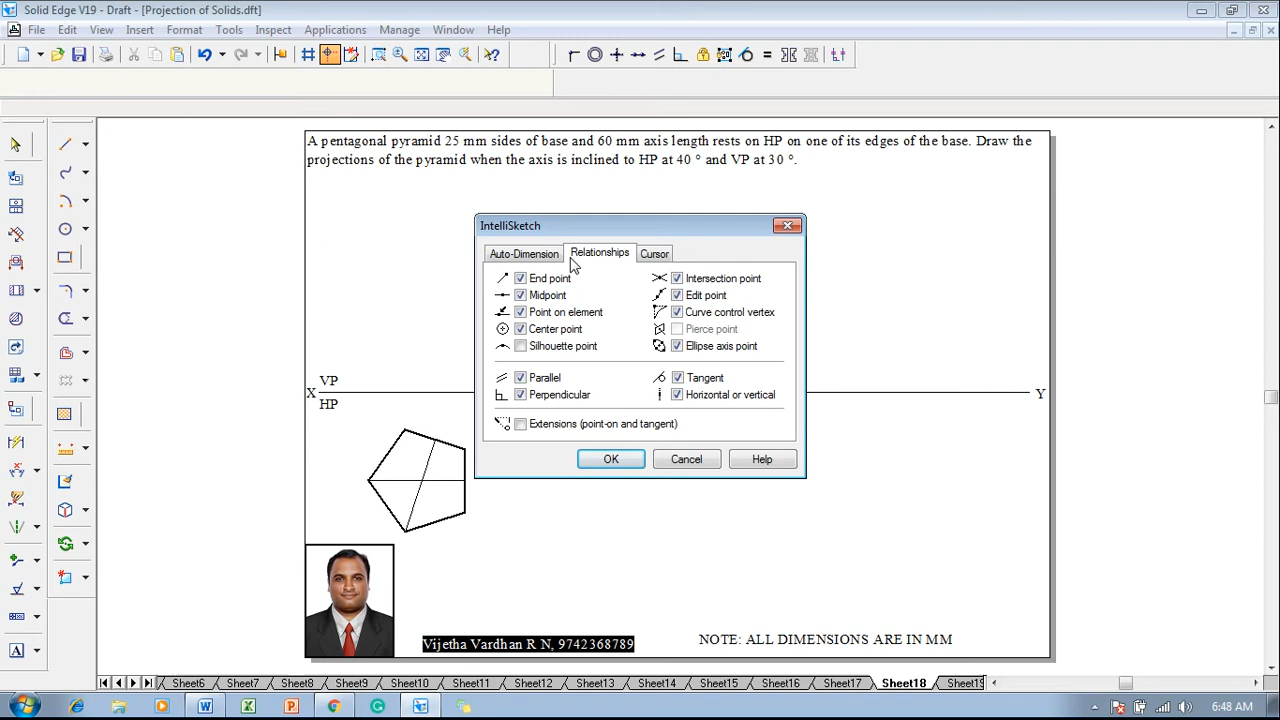 Solid Edge V19 - Draft - [Projection of Solids.dft]
File Edit View Insert Format Tools Inspect Applications Manage Window Help
A pentagonal pyramid 25 mm sides of base and 60 mm axis length rests on HP on one of its edges of the base. Draw the
projections of the pyramid when the axis is inclined to HP at 40 ° and VP at 30 °.
IntelliSketch
Auto-Dimension Relationships Cursor
End point Intersection point
Midpoint Edit point
Point on element Curve control vertex
Center point Pierce point
Silhouette point Ellipse axis point
Parallel Tangent
Perpendicular Horizontal or vertical
Extensions (point-on and tangent)
OK Cancel Help
VP
X Y
HP
Vijetha Vardhan R N, 9742368789
NOTE: ALL DIMENSIONS ARE IN MM
Sheet6 Sheet7 Sheet8 Sheet9 Sheet10 Sheet11 Sheet12 Sheet13 Sheet14 Sheet15 Sheet16 Sheet17 Sheet18 Sheet19
6:48 AM